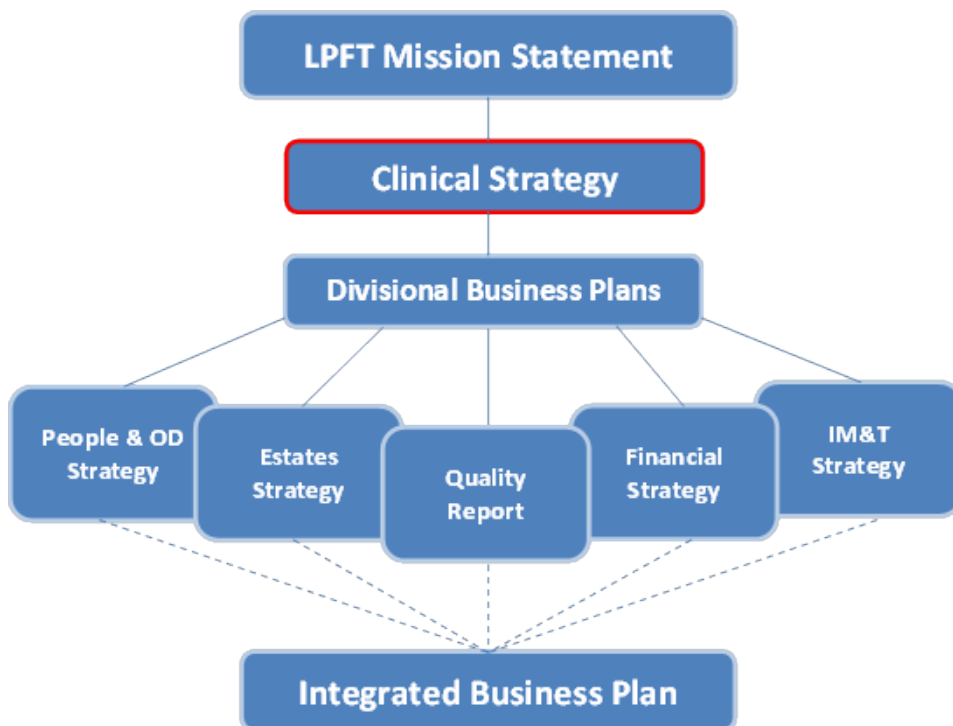 LPFT Mission Statement
Clinical Strategy
Divisional Business Plans
People & OD
Strategy
Estates
Strategy
Quality
Report
Financial
Strategy
IM&T
Strategy
Integrated Business Plan